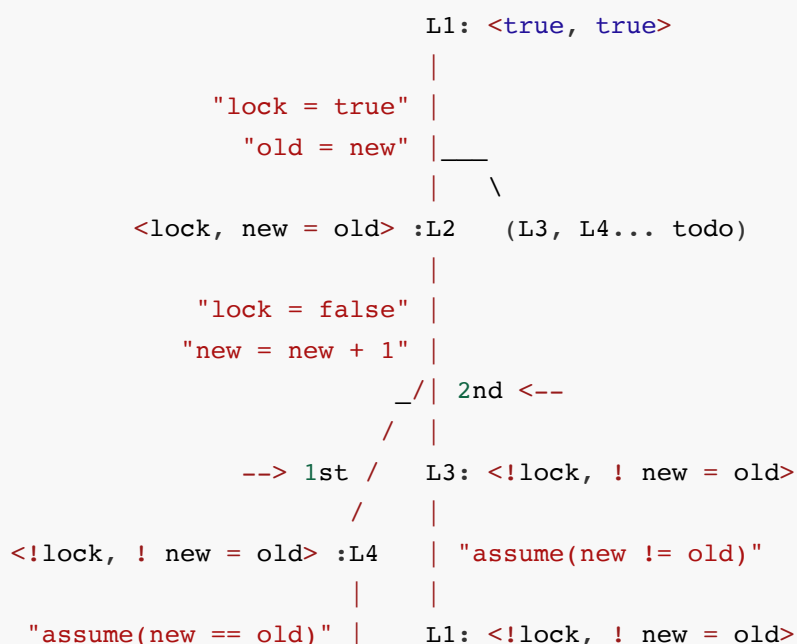 L1: <true, true>
                          |
            "lock = true" |
              "old = new" |___
                          |   \
       <lock, new = old> :L2   (L3, L4... todo)
                          |
           "lock = false" |
          "new = new + 1" |
                        _/| 2nd <--
                       /  |
              --> 1st /   L3: <!lock, ! new = old>
                     /    |
<!lock, ! new = old> :L4  | "assume(new != old)"
                     |    |
 "assume(new == old)" |    L1: <!lock, ! new = old>